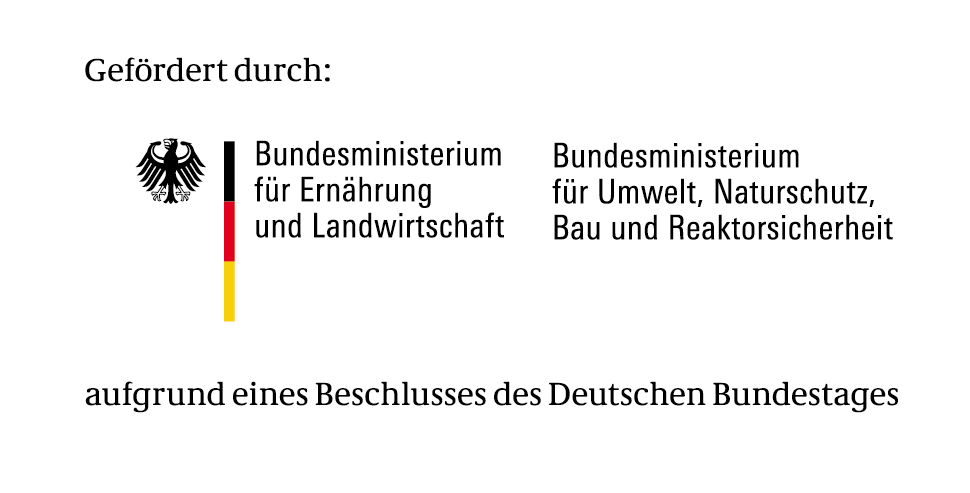 Gefördert durch:
Bundesministerium
für Ernährung
und Landwirtschaft
Bundesministerium
für Umwelt, Naturschutz,
Bau und Reaktorsicherheit
aufgrund eines Beschlusses des Deutschen Bundestages